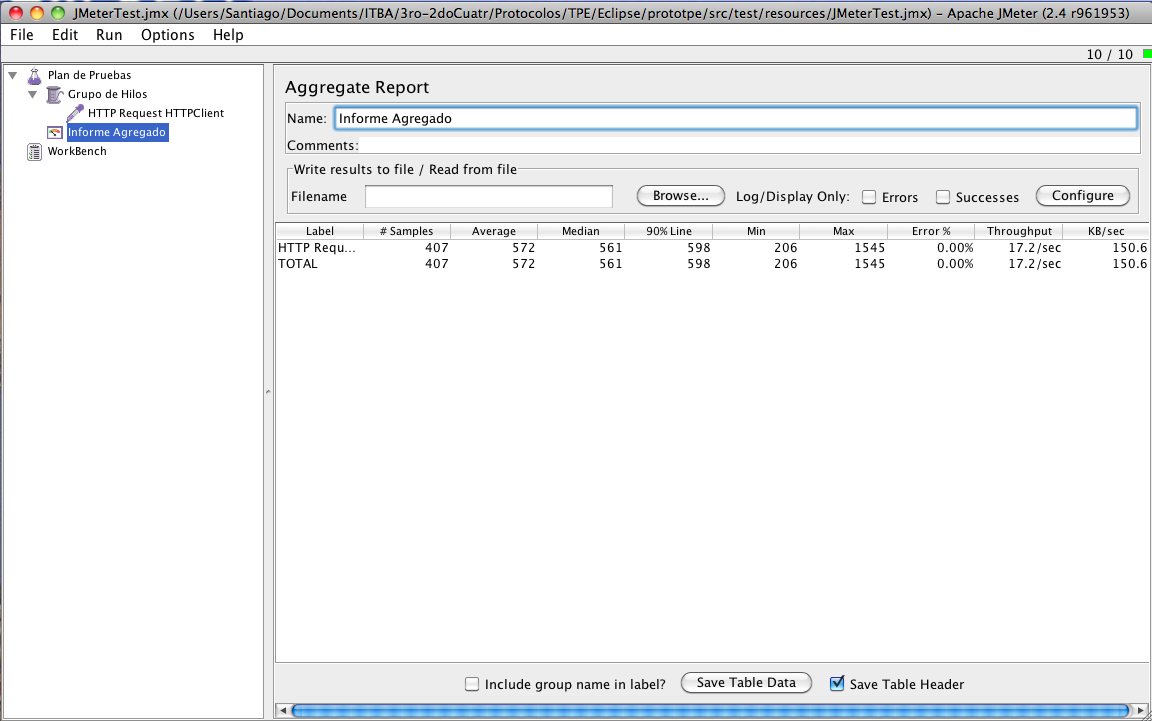 JMeterTest.jmx (/Users/Santiago/Documents/ITBA/3ro-2doCuatr/Protocolos/TPE/Eclipse/prototpe/src/test/resources/JMeterTest.jmx) – Apache JMeter (2.4 r961953)
File Edit Run Options Help
10 / 10
Plan de Pruebas
Grupo de Hilos
HTTP Request HTTPClient
Informe Agregado
WorkBench
Aggregate Report
Name: Informe Agregado
Comments:
Write results to file / Read from file
Filename Browse... Log/Display Only: Errors Successes Configure
Label # Samples Average Median 90% Line Min Max Error % Throughput KB/sec
HTTP Requ... 407 572 561 598 206 1545 0.00% 17.2/sec 150.6
TOTAL 407 572 561 598 206 1545 0.00% 17.2/sec 150.6
Include group name in label? Save Table Data Save Table Header